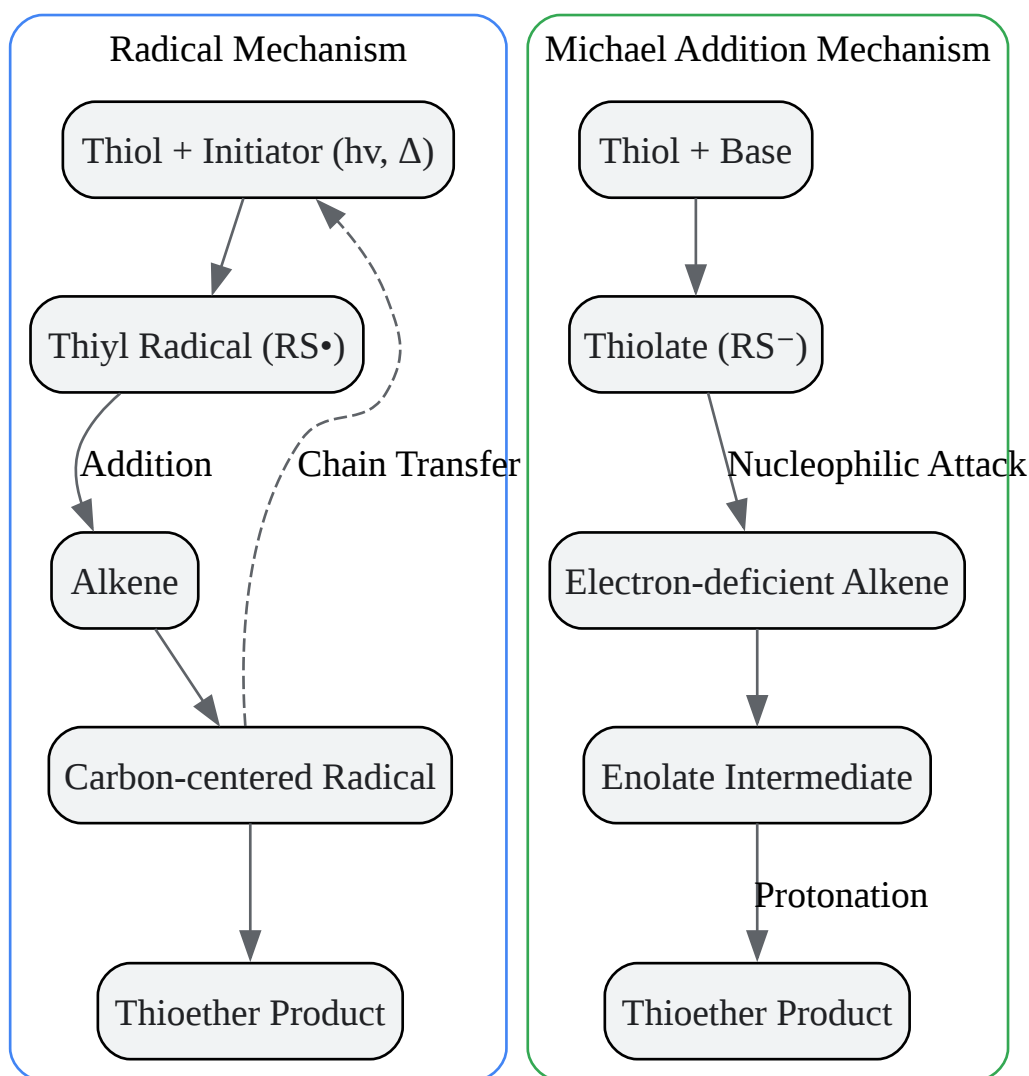 Radical Mechanism
Thiol + Initiator (hv, Δ)
Thiyl Radical (RS•)
Addition
Chain Transfer
Alkene
Carbon-centered Radical
Thioether Product
Michael Addition Mechanism
Thiol + Base
Thiolate (RS⁻)
Nucleophilic Attack
Electron-deficient Alkene
Enolate Intermediate
Protonation
Thioether Product